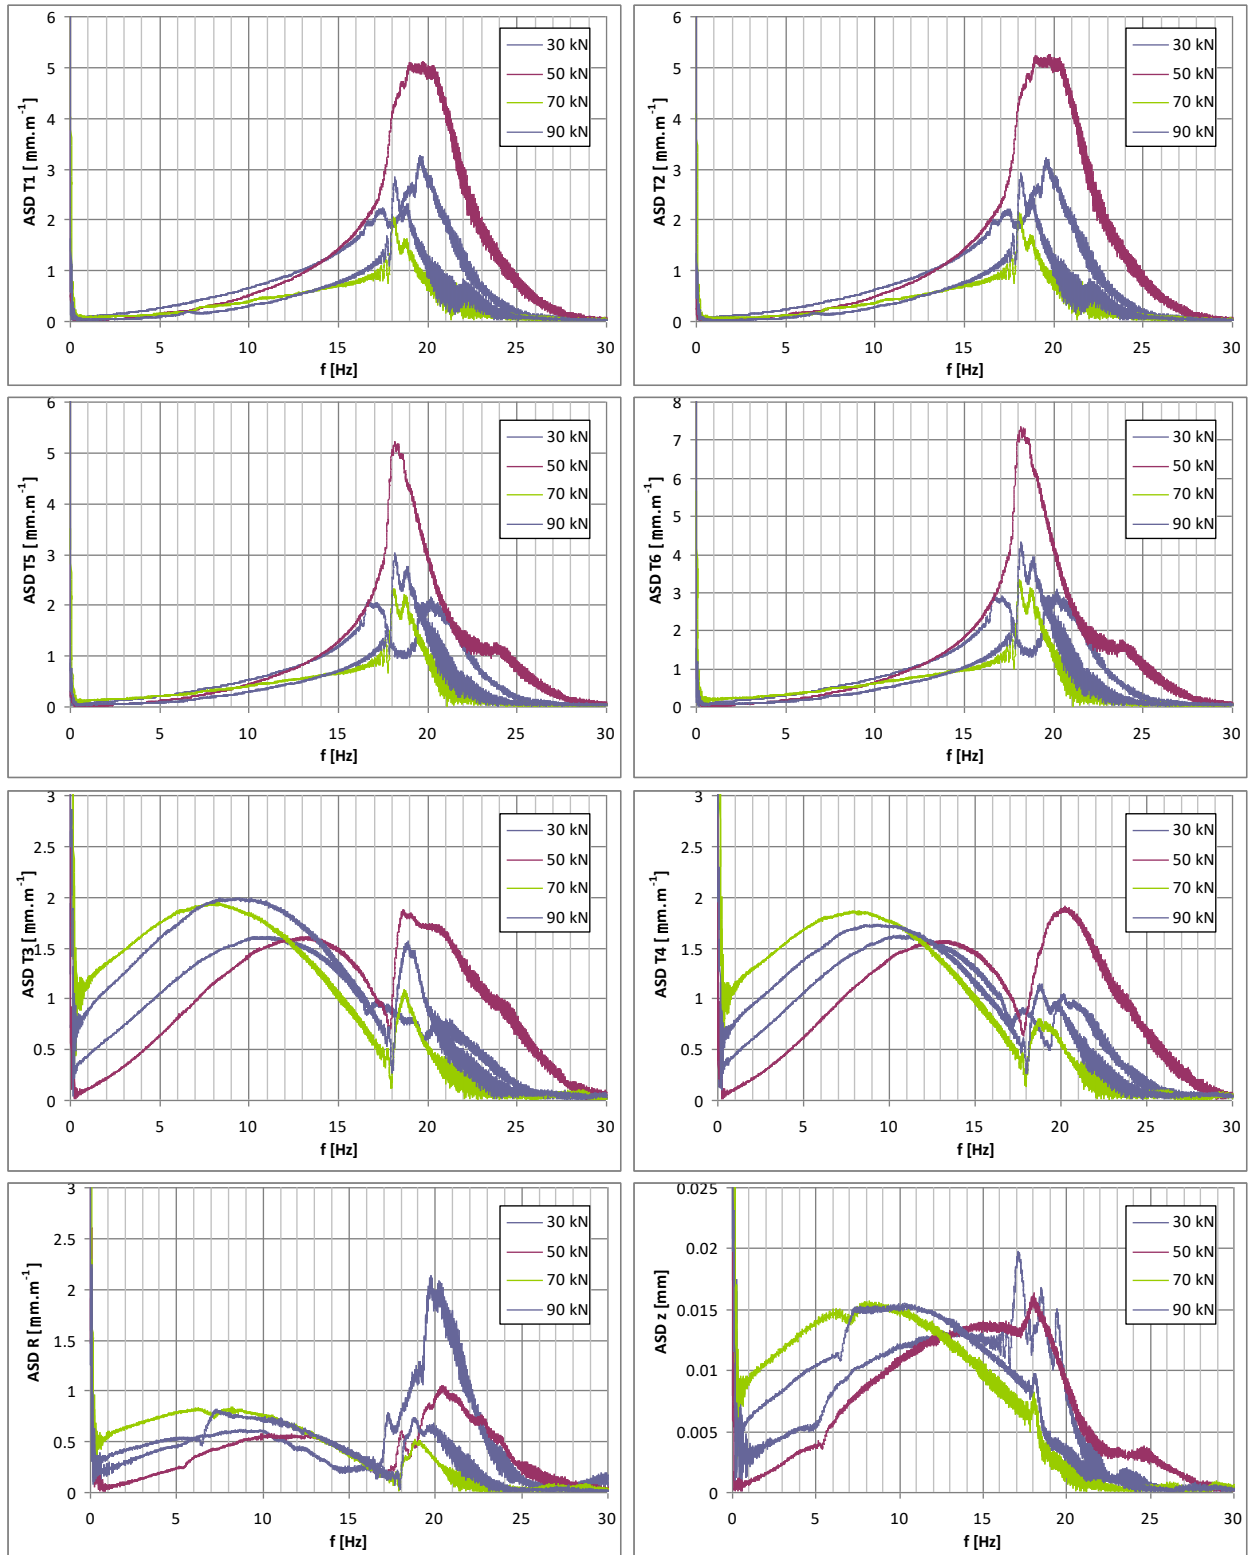 6
5
4
3
2
1
0
ASD T1 [ mm.m⁻¹]
0 5 10 15 20 25 30
f [Hz]
30 kN
50 kN
70 kN
90 kN
6
5
4
3
2
1
0
ASD T2 [ mm.m⁻¹]
0 5 10 15 20 25 30
f [Hz]
30 kN
50 kN
70 kN
90 kN
6
5
4
3
2
1
0
ASD T5 [ mm.m⁻¹]
0 5 10 15 20 25 30
f [Hz]
30 kN
50 kN
70 kN
90 kN
8
7
6
5
4
3
2
1
0
ASD T6 [ mm.m⁻¹]
0 5 10 15 20 25 30
f [Hz]
30 kN
50 kN
70 kN
90 kN
3
2.5
2
1.5
1
0.5
0
ASD T3 [ mm.m⁻¹]
0 5 10 15 20 25 30
f [Hz]
30 kN
50 kN
70 kN
90 kN
3
2.5
2
1.5
1
0.5
0
ASD T4 [ mm.m⁻¹]
0 5 10 15 20 25 30
f [Hz]
30 kN
50 kN
70 kN
90 kN
3
2.5
2
1.5
1
0.5
0
ASD R [ mm.m⁻¹]
0 5 10 15 20 25 30
f [Hz]
30 kN
50 kN
70 kN
90 kN
0.025
0.02
0.015
0.01
0.005
0
ASD z [mm]
0 5 10 15 20 25 30
f [Hz]
30 kN
50 kN
70 kN
90 kN